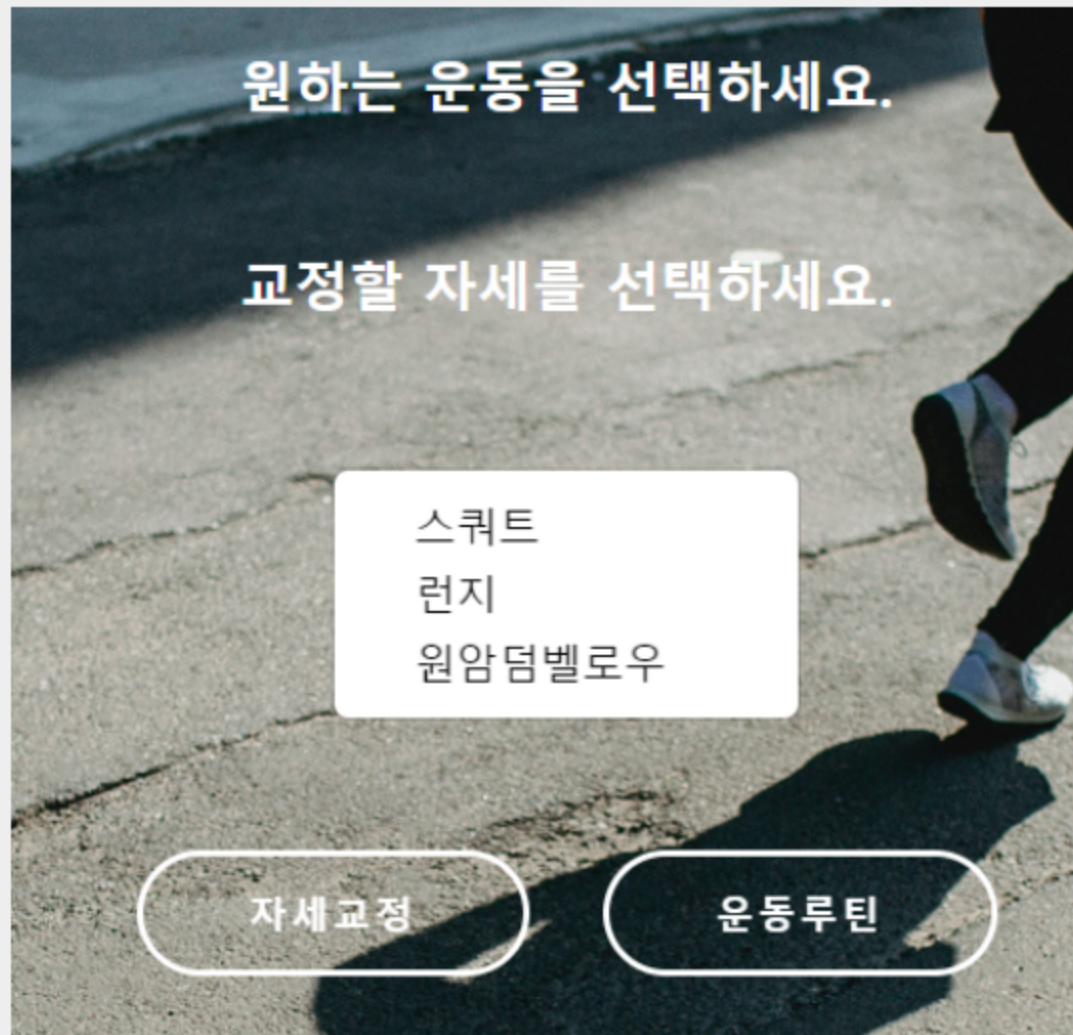 원하는 운동을 선택하세요.
교정할 자세를 선택하세요.
스쿼트
런지
원암덤벨로우
자세교정
운동루틴